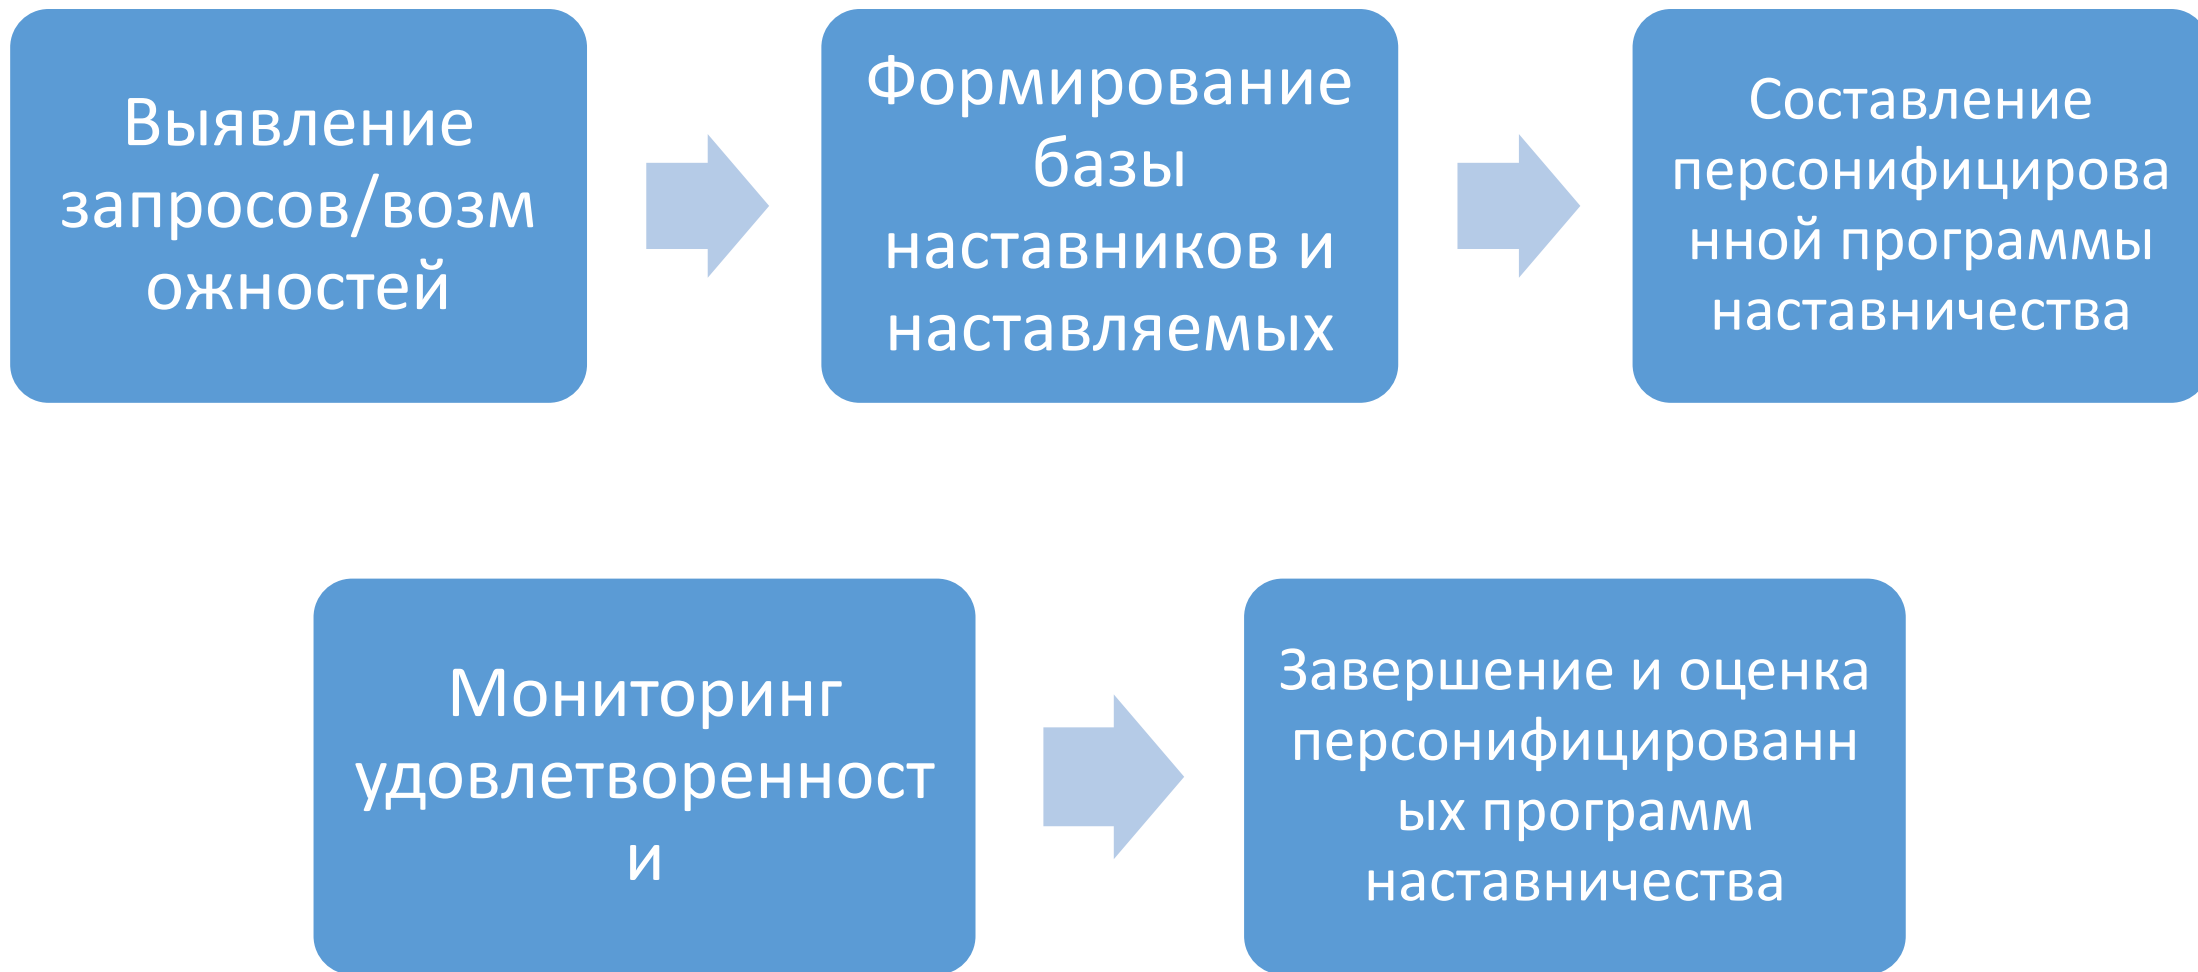 Выявление
запросов/возм
ожностей
Формирование
базы
наставников и
наставляемых
Составление
персонифицирова
нной программы
наставничества
Мониторинг
удовлетворенност
и
Завершение и оценка
персонифицированн
ых программ
наставничества